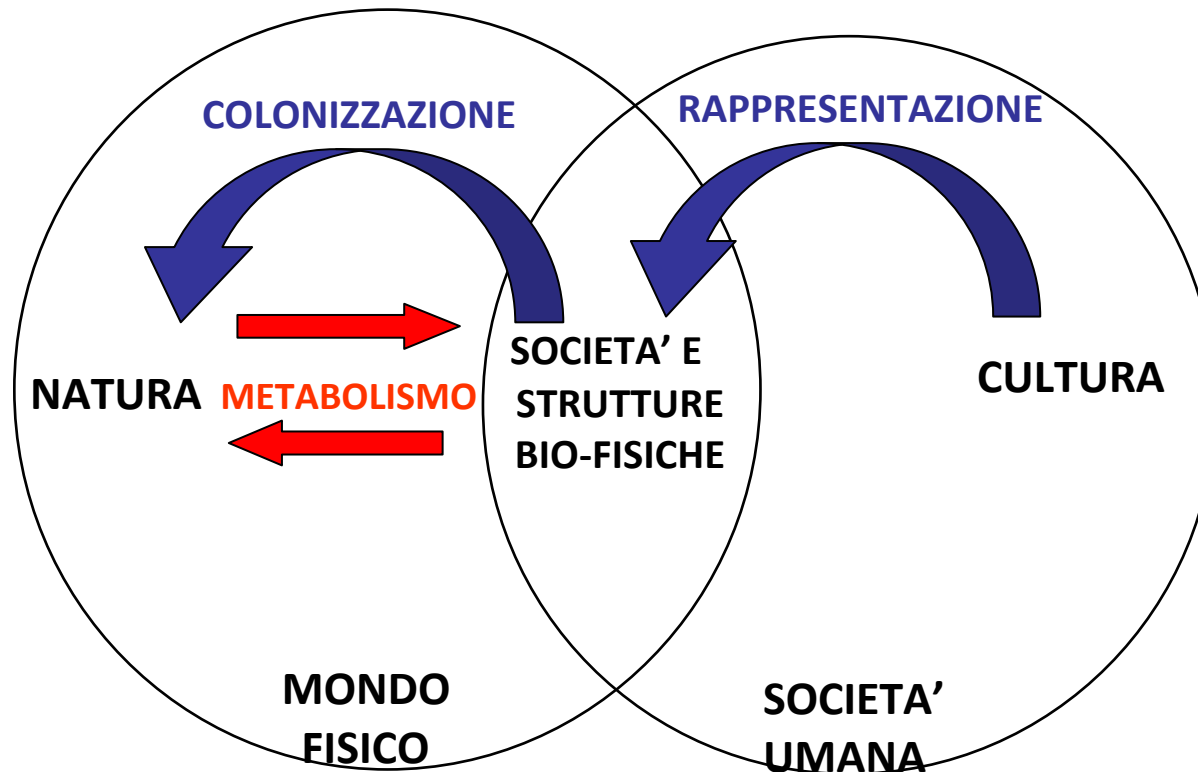 COLONIZZAZIONE
RAPPRESENTAZIONE
NATURA
METABOLISMO
SOCIETA’ E
STRUTTURE
BIO-FISICHE
CULTURA
MONDO
FISICO
SOCIETA’
UMANA